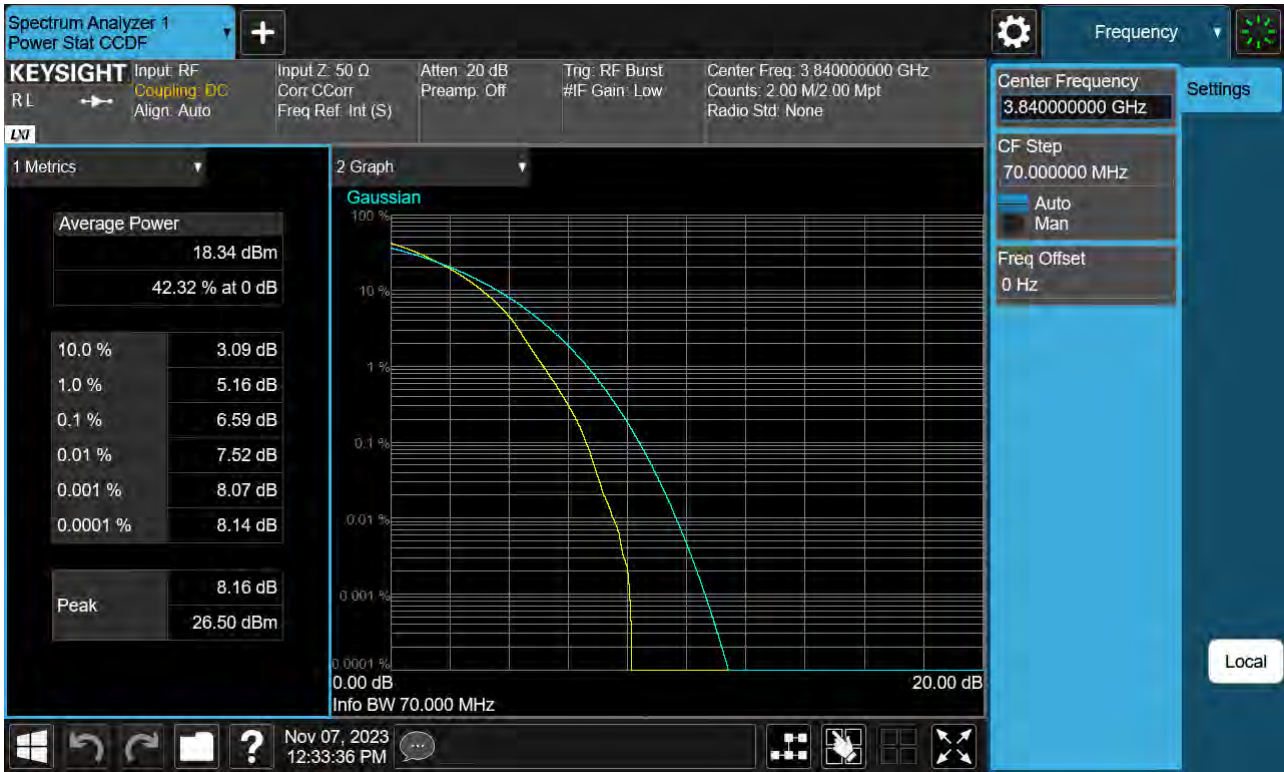 Spectrum Analyzer 1
Power Stat CCDF
+
Frequency
KEYSIGHT
R L
LXI
Input: RF
Coupling: DC
Align: Auto
Input Z: 50 Ω
Corr CCorr
Freq Ref: Int (S)
Atten: 20 dB
Preamp: Off
Trig: RF Burst
#IF Gain: Low
Center Freq: 3.840000000 GHz
Counts: 2.00 M/2.00 Mpt
Radio Std: None
Center Frequency
3.840000000 GHz
Settings
CF Step
70.000000 MHz
Auto
Man
Freq Offset
0 Hz
1 Metrics
Average Power
18.34 dBm
42.32 % at 0 dB
10.0 % 3.09 dB
1.0 % 5.16 dB
0.1 % 6.59 dB
0.01 % 7.52 dB
0.001 % 8.07 dB
0.0001 % 8.14 dB
Peak
8.16 dB
26.50 dBm
2 Graph
Gaussian
100 %
10 %
1 %
0.1 %
0.01 %
0.001 %
0.0001 %
0.00 dB
20.00 dB
Info BW 70.000 MHz
Local
?
Nov 07, 2023
12:33:36 PM